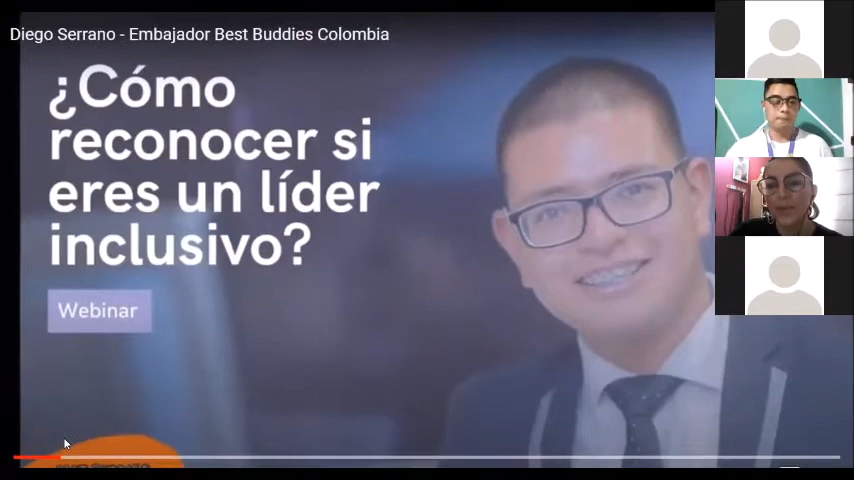 Diego Serrano - Embajador Best Buddies Colombia
¿Cómo
reconocer si
eres un líder
inclusivo?
Webinar